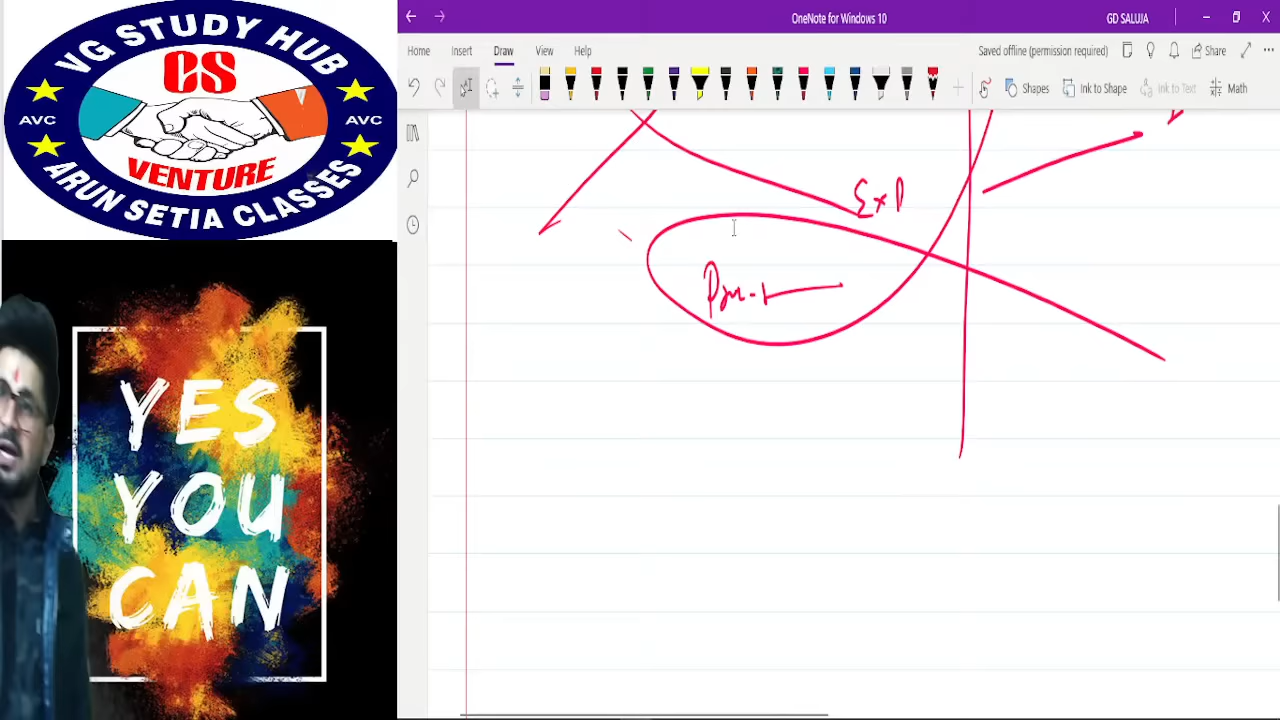 VG STUDY HUB
CS
AVC
AVC
VENTURE
ARUN SETIA CLASSES
YES
YOU
CAN
OneNote for Windows 10
GD SALUJA
Home
Insert
Draw
View
Help
Saved offline (permission required)
Share
Shapes
Ink to Shape
Ink to Text
Math